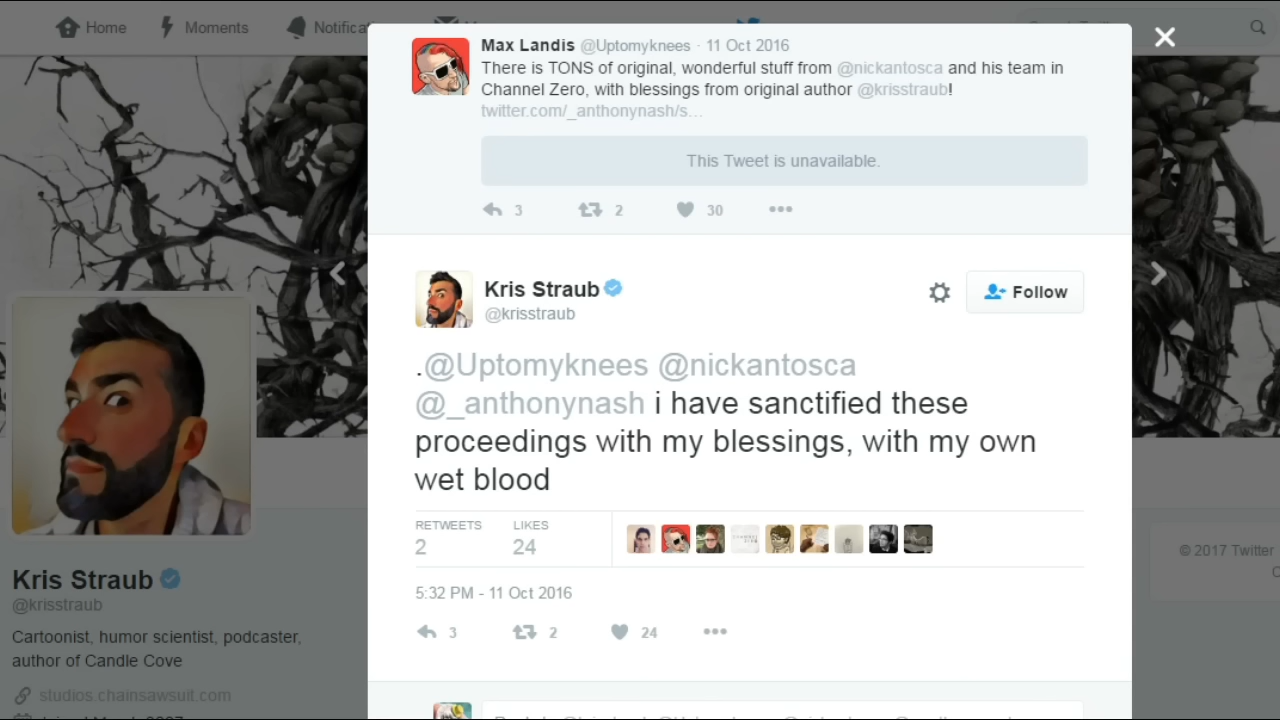 Home Moments Notifica
Max Landis @Uptomyknees · 11 Oct 2016
There is TONS of original, wonderful stuff from @nickantosca and his team in
Channel Zero, with blessings from original author @krisstraub!
twitter.com/_anthonynash/s…
This Tweet is unavailable.
3 2 30
Kris Straub
@krisstraub
Follow
.@Uptomyknees @nickantosca
@_anthonynash i have sanctified these
proceedings with my blessings, with my own
wet blood
RETWEETS LIKES
2 24
5:32 PM - 11 Oct 2016
3 2 24
Kris Straub
@krisstraub
Cartoonist, humor scientist, podcaster,
author of Candle Cove
studios.chainsawsuit.com
© 2017 Twitter